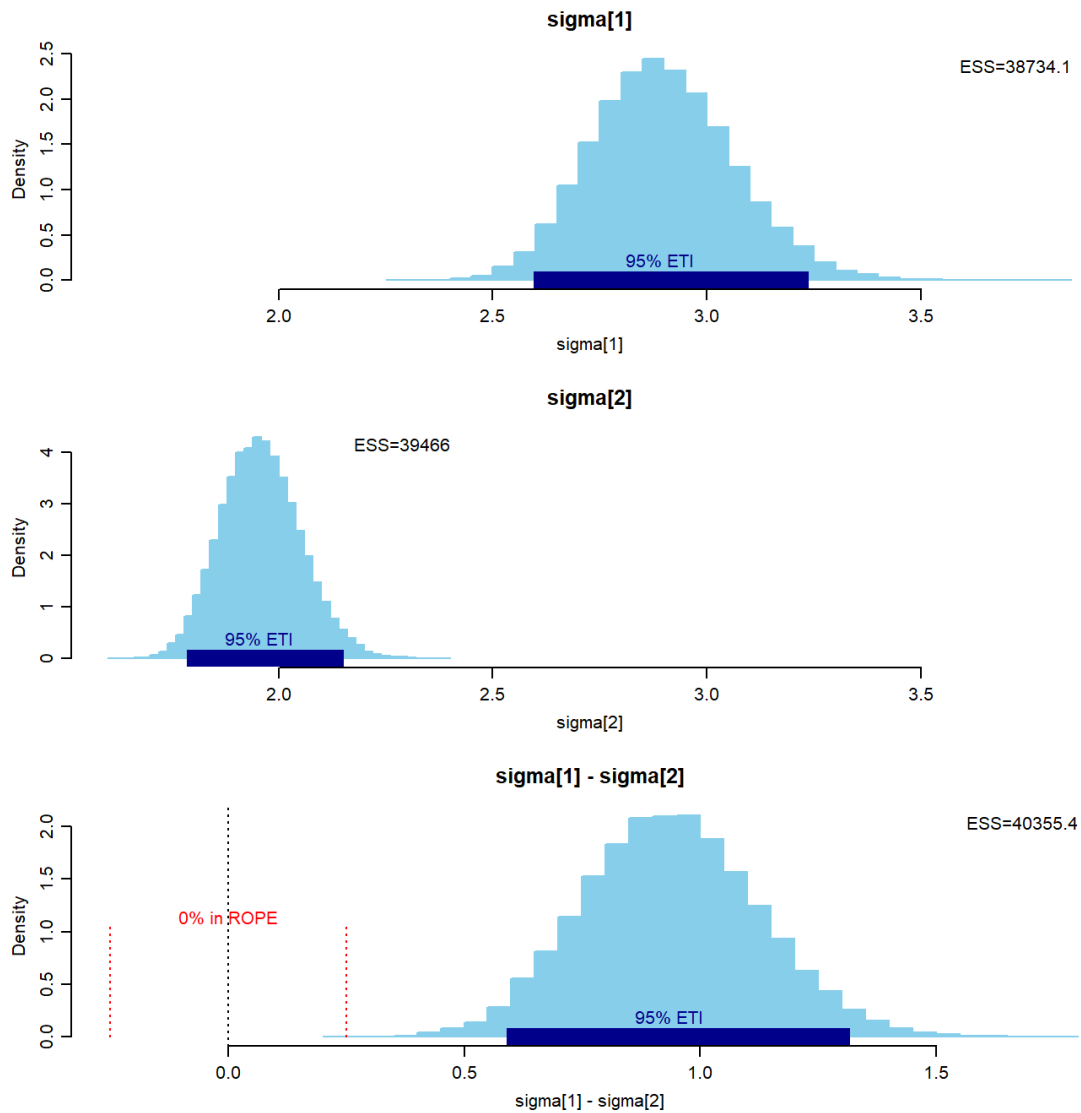 sigma[1]
ESS=38734.1
Density
0.0 0.5 1.0 1.5 2.0 2.5
95% ETI
2.0 2.5 3.0 3.5
sigma[1]
sigma[2]
ESS=39466
Density
0 1 2 3 4
95% ETI
2.0 2.5 3.0 3.5
sigma[2]
sigma[1] - sigma[2]
ESS=40355.4
Density
0.0 0.5 1.0 1.5 2.0
0% in ROPE
95% ETI
0.0 0.5 1.0 1.5
sigma[1] - sigma[2]